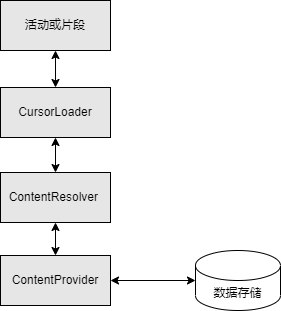 活动或片段
CursorLoader
ContentResolver
ContentProvider
数据存储